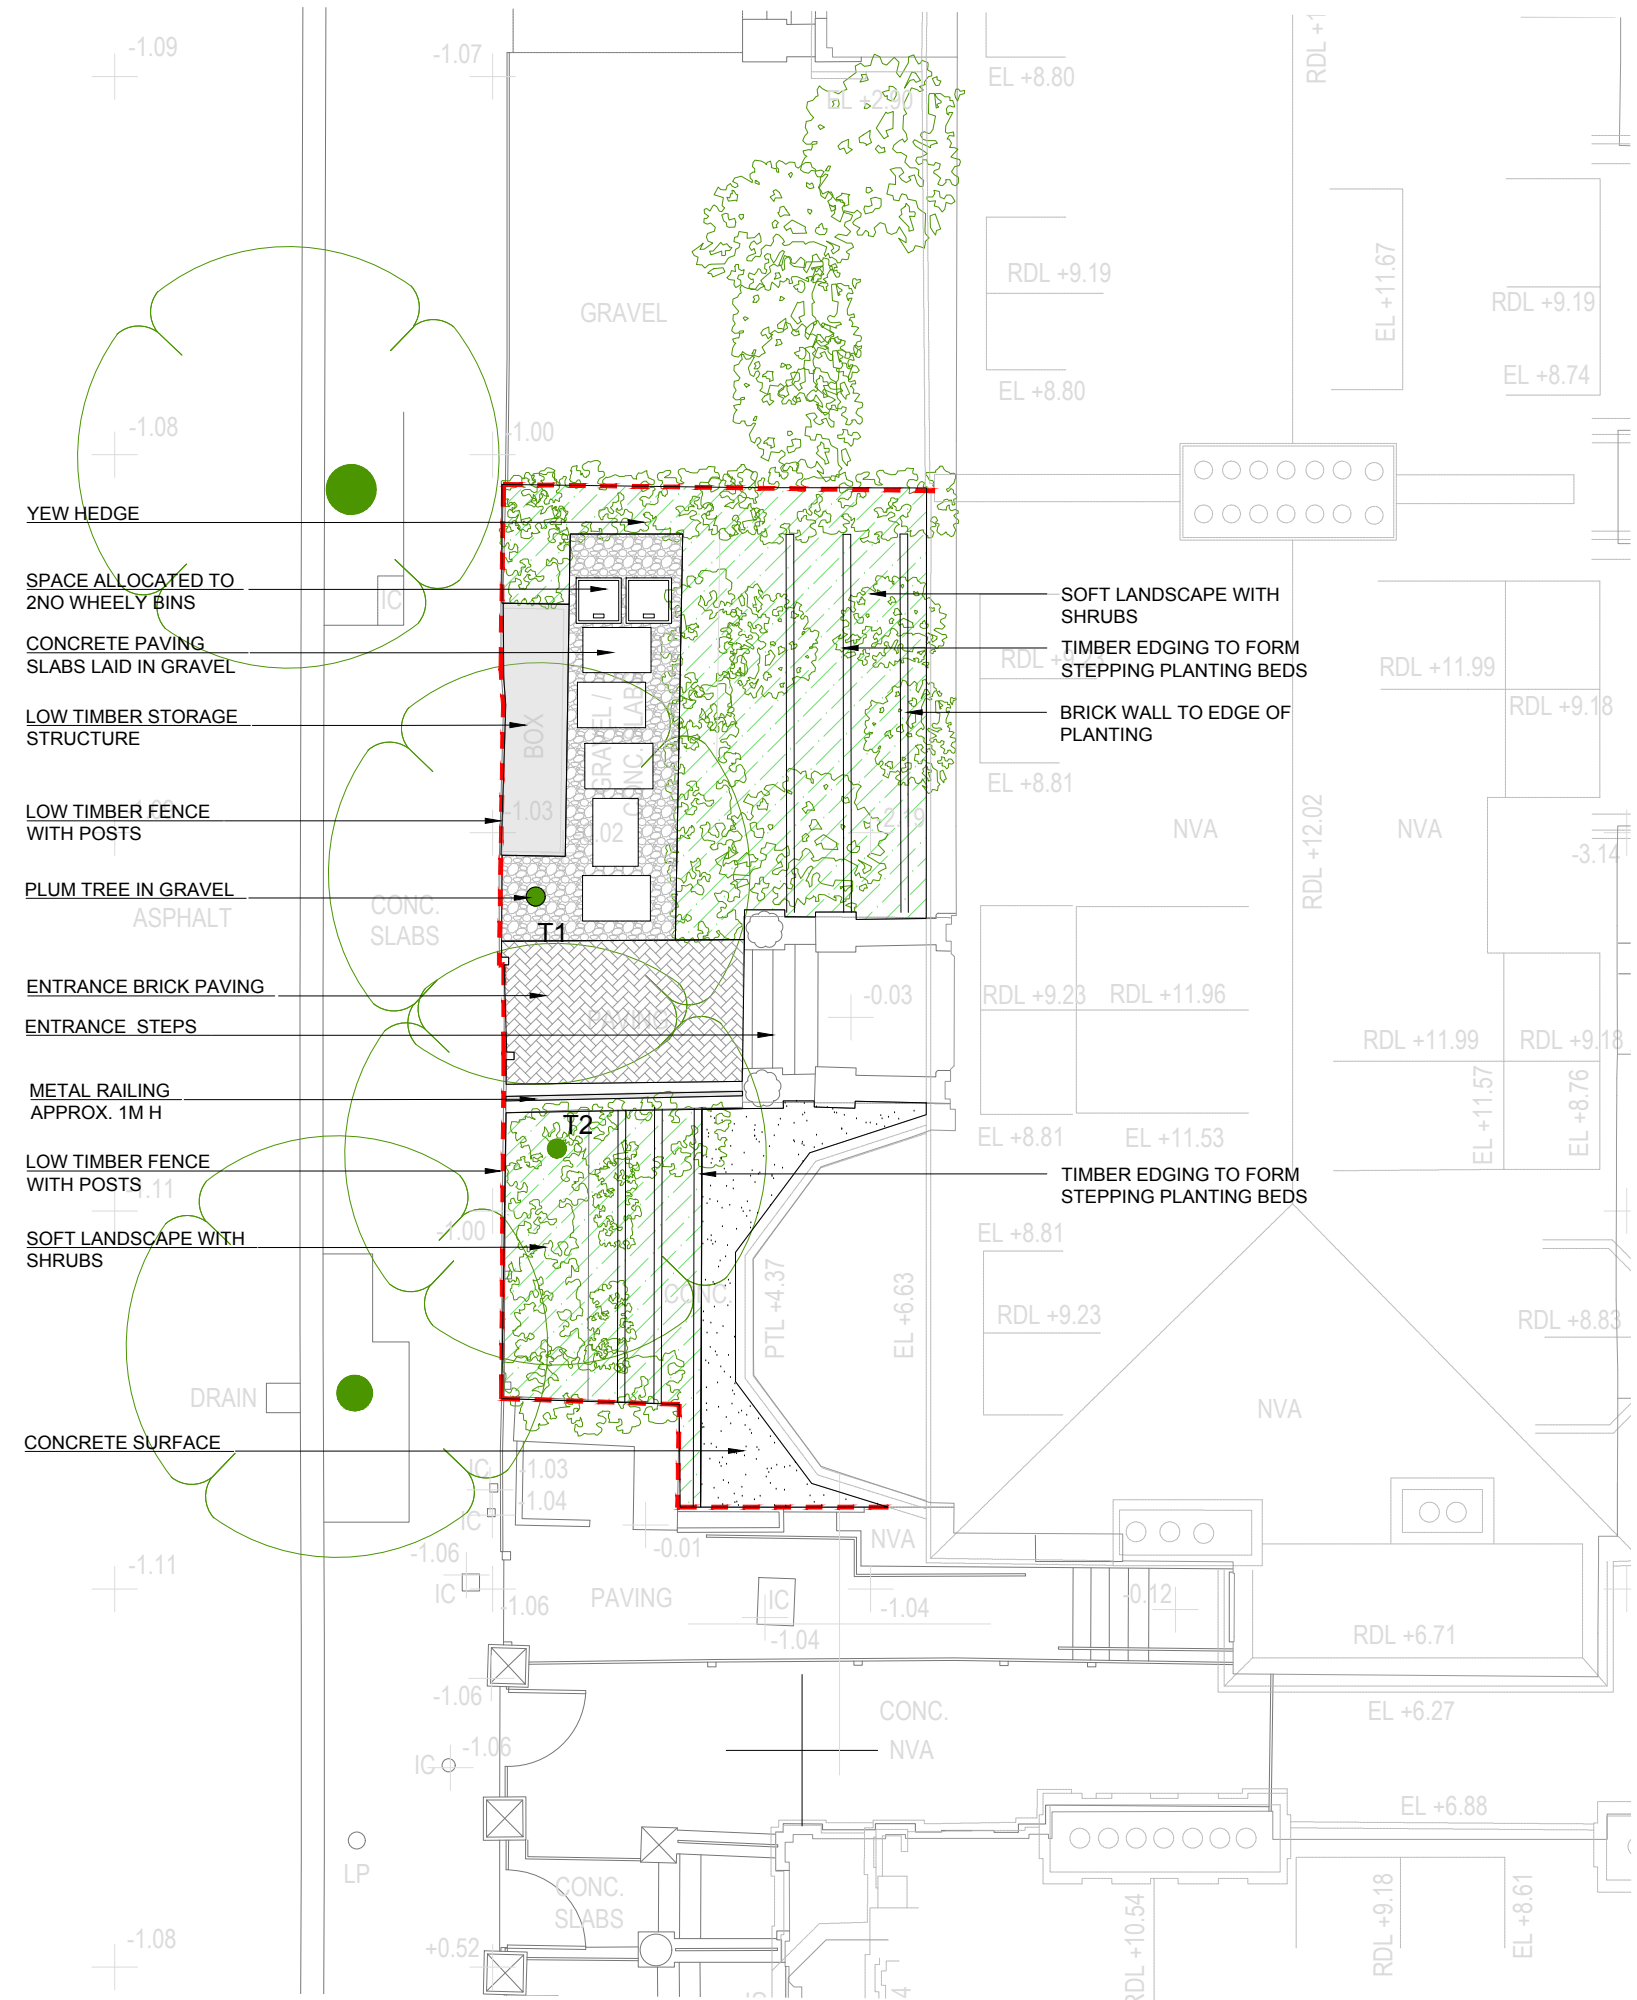 -1.09
-1.07
EL +8.80
EL +2.90
RDL +9.19
EL +11.67
RDL +9.19
GRAVEL
EL +8.80
EL +8.74
-1.08
-1.00
YEW HEDGE
SPACE ALLOCATED TO
2NO WHEELY BINS
IC
CONCRETE PAVING
SLABS LAID IN GRAVEL
LOW TIMBER STORAGE
STRUCTURE
BOX
GRAVEL /
CONC. SLABS
SOFT LANDSCAPE WITH
SHRUBS
TIMBER EDGING TO FORM
STEPPING PLANTING BEDS
RDL +9.23
BRICK WALL TO EDGE OF
PLANTING
RDL +11.99
RDL +9.18
EL +8.81
LOW TIMBER FENCE
WITH POSTS
-1.03
2.19
NVA
RDL +12.02
NVA
-3.14
PLUM TREE IN GRAVEL
ASPHALT
CONC.
SLABS
T1
ENTRANCE BRICK PAVING
-0.03
RDL +9.23
RDL +11.96
ENTRANCE STEPS
PAVING
RDL +11.99
RDL +9.18
METAL RAILING
APPROX. 1M H
T2
EL +8.81
EL +11.53
EL +11.57
EL +8.76
LOW TIMBER FENCE
WITH POSTS
-1.11
TIMBER EDGING TO FORM
STEPPING PLANTING BEDS
SOFT LANDSCAPE WITH
SHRUBS
-1.00
EL +8.81
CONC.
PTL +4.37
EL +6.63
RDL +9.23
RDL +8.83
DRAIN
NVA
CONCRETE SURFACE
IC
-1.03
-1.04
IC
-1.06
-0.01
NVA
-1.11
IC
-1.06
PAVING
IC
-1.04
-1.04
-0.12
RDL +6.71
-1.06
CONC.
EL +6.27
IC
-1.06
NVA
EL +6.88
LP
CONC.
SLABS
-1.08
+0.52
RDL +10.54
RDL +9.18
EL +8.61